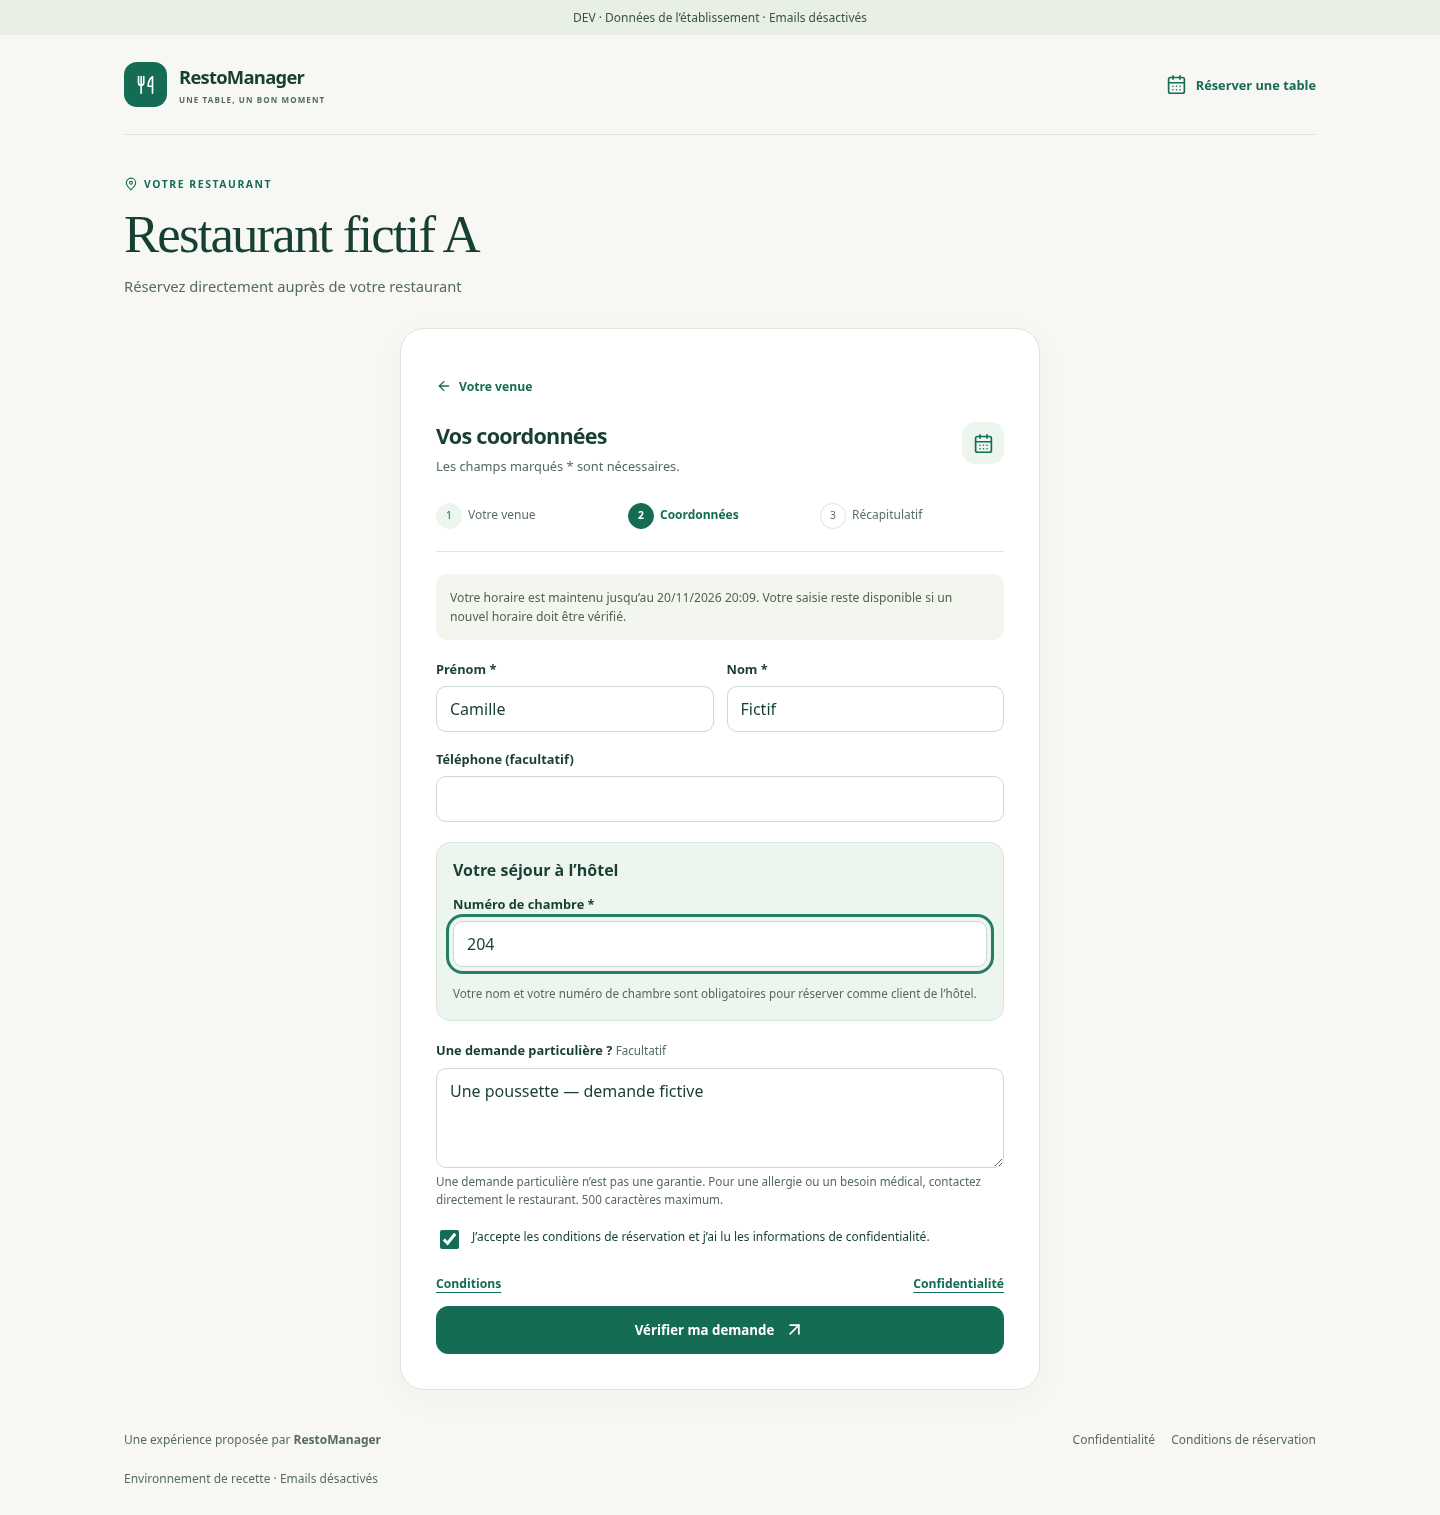 DEV · Données de l’établissement · Emails désactivés
RestoManager
UNE TABLE, UN BON MOMENT
Réserver une table
VOTRE RESTAURANT
Restaurant fictif A
Réservez directement auprès de votre restaurant
Votre venue
Vos coordonnées
Les champs marqués * sont nécessaires.
1 Votre venue
2 Coordonnées
3 Récapitulatif
Votre horaire est maintenu jusqu’au 20/11/2026 20:09. Votre saisie reste disponible si un
nouvel horaire doit être vérifié.
Prénom *
Nom *
Camille
Fictif
Téléphone (facultatif)
Votre séjour à l’hôtel
Numéro de chambre *
204
Votre nom et votre numéro de chambre sont obligatoires pour réserver comme client de l’hôtel.
Une demande particulière ? Facultatif
Une poussette — demande fictive
Une demande particulière n’est pas une garantie. Pour une allergie ou un besoin médical, contactez
directement le restaurant. 500 caractères maximum.
J’accepte les conditions de réservation et j’ai lu les informations de confidentialité.
Conditions
Confidentialité
Vérifier ma demande
Une expérience proposée par RestoManager
Confidentialité
Conditions de réservation
Environnement de recette · Emails désactivés